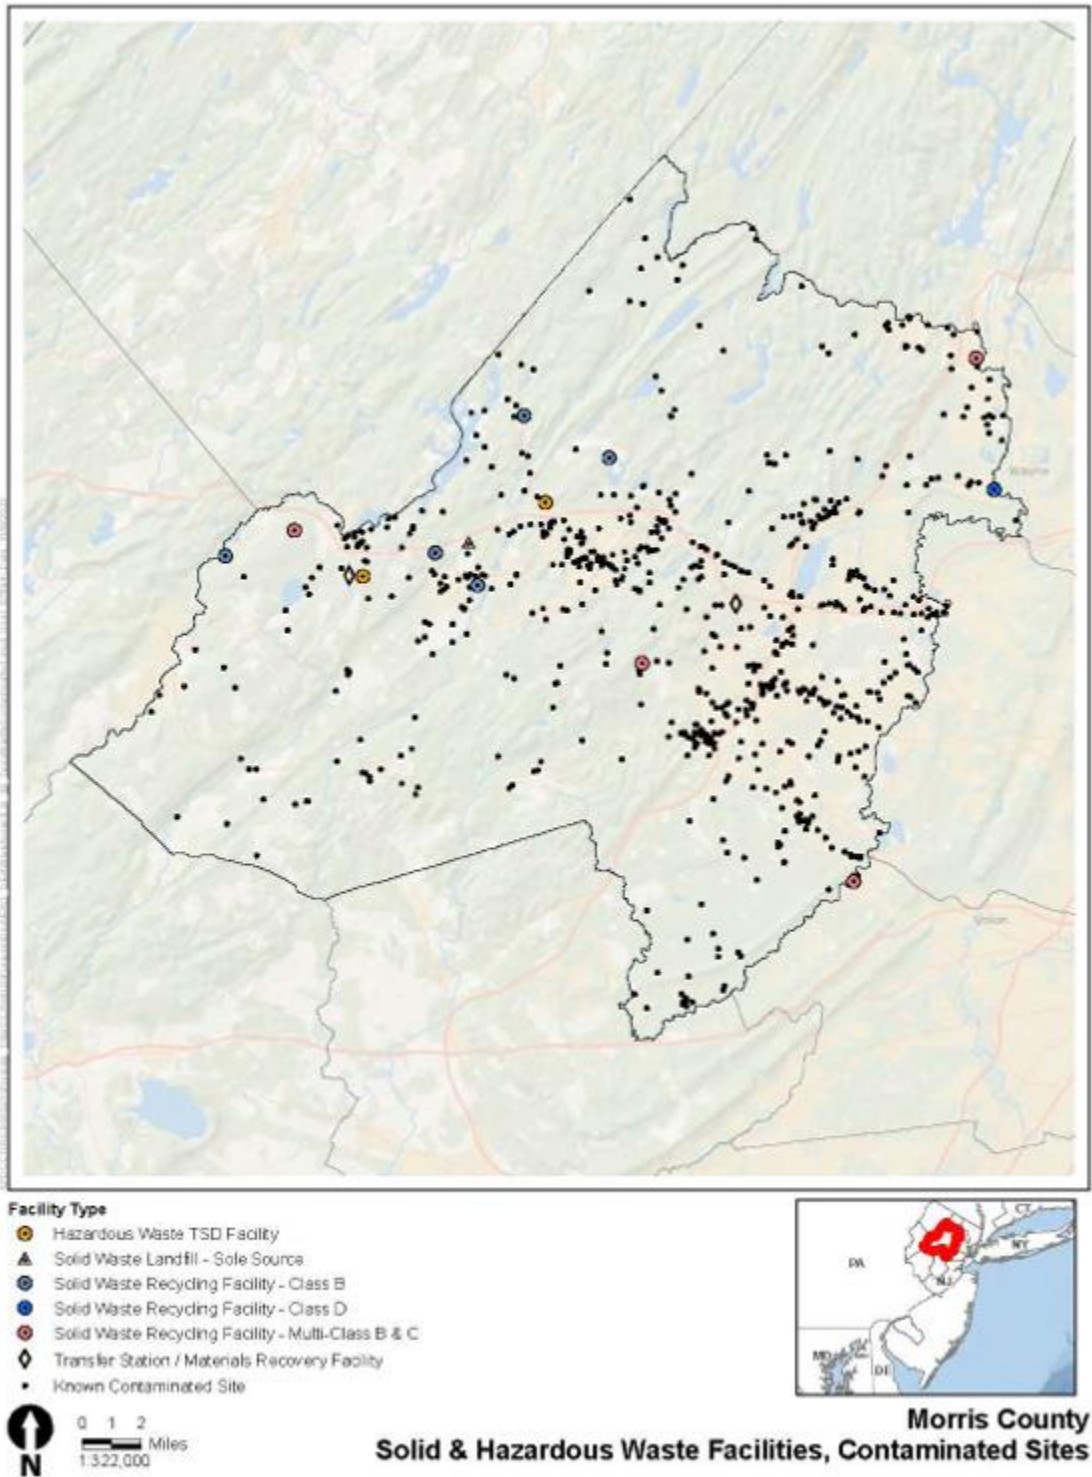 Wayne
Union
Facility Type
Hazardous Waste TSD Facility
Solid Waste Landfill - Sole Source
Solid Waste Recycling Facility - Class B
Solid Waste Recycling Facility - Class D
Solid Waste Recycling Facility - Multi-Class B & C
Transfer Station / Materials Recovery Facility
Known Contaminated Site
N
0 1 2
Miles
1:322,000
CT
NY
PA
NJ
MD
DE
Morris County
Solid & Hazardous Waste Facilities, Contaminated Sites